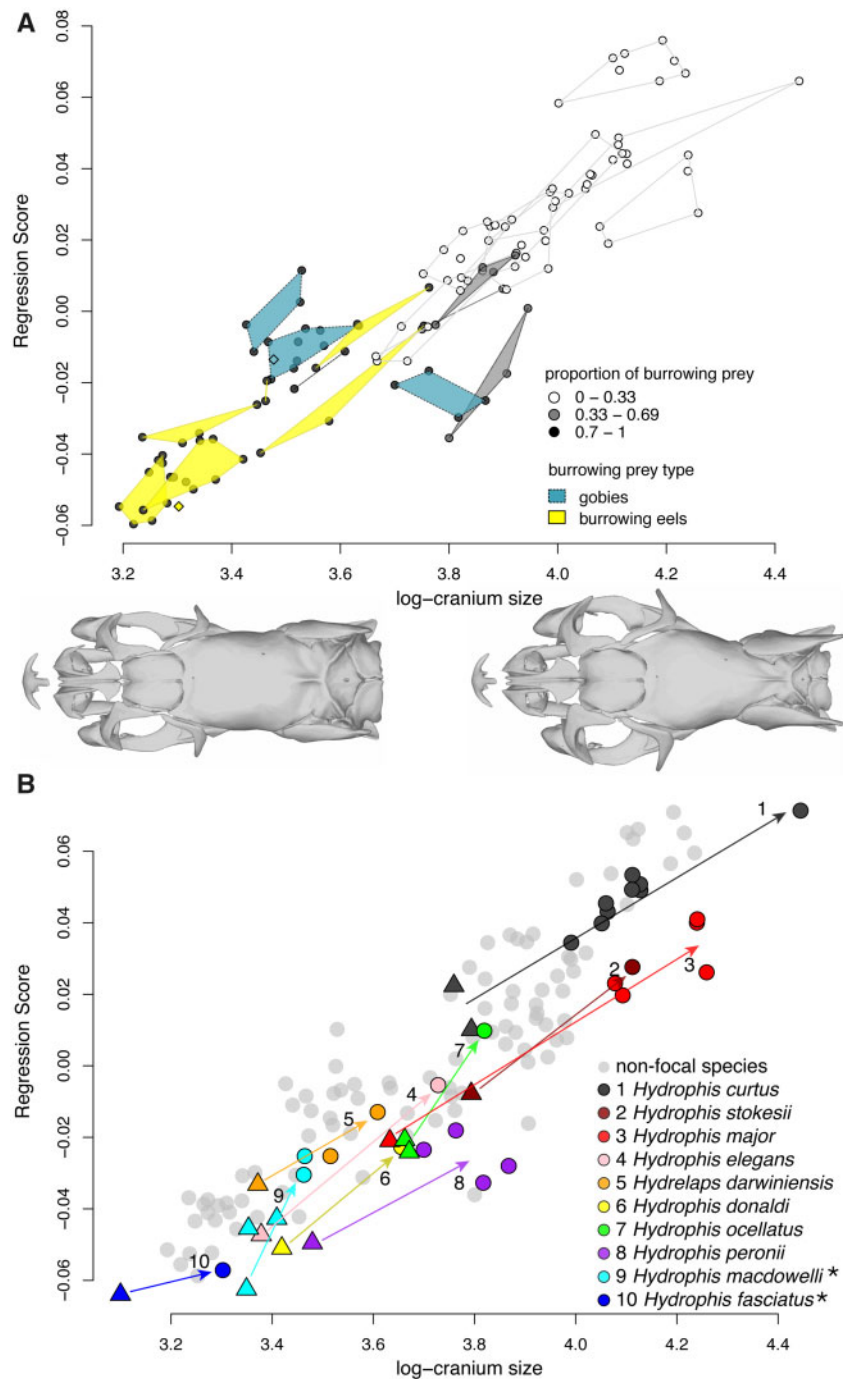 A
0.08
0.06
0.04
0.02
0.00
−0.02
−0.04
−0.06
Regression Score
proportion of burrowing prey
0 − 0.33
0.33 − 0.69
0.7 − 1
burrowing prey type
gobies
burrowing eels
3.2 3.4 3.6 3.8 4.0 4.2 4.4
log−cranium size
B
0.06
0.04
0.02
0.00
−0.02
−0.04
−0.06
Regression Score
1
2
3
7
4
5
6
9
8
10
non-focal species
1 Hydrophis curtus
2 Hydrophis stokesii
3 Hydrophis major
4 Hydrophis elegans
5 Hydrelaps darwiniensis
6 Hydrophis donaldi
7 Hydrophis ocellatus
8 Hydrophis peronii
9 Hydrophis macdowelli *
10 Hydrophis fasciatus *
3.2 3.4 3.6 3.8 4.0 4.2 4.4
log−cranium size